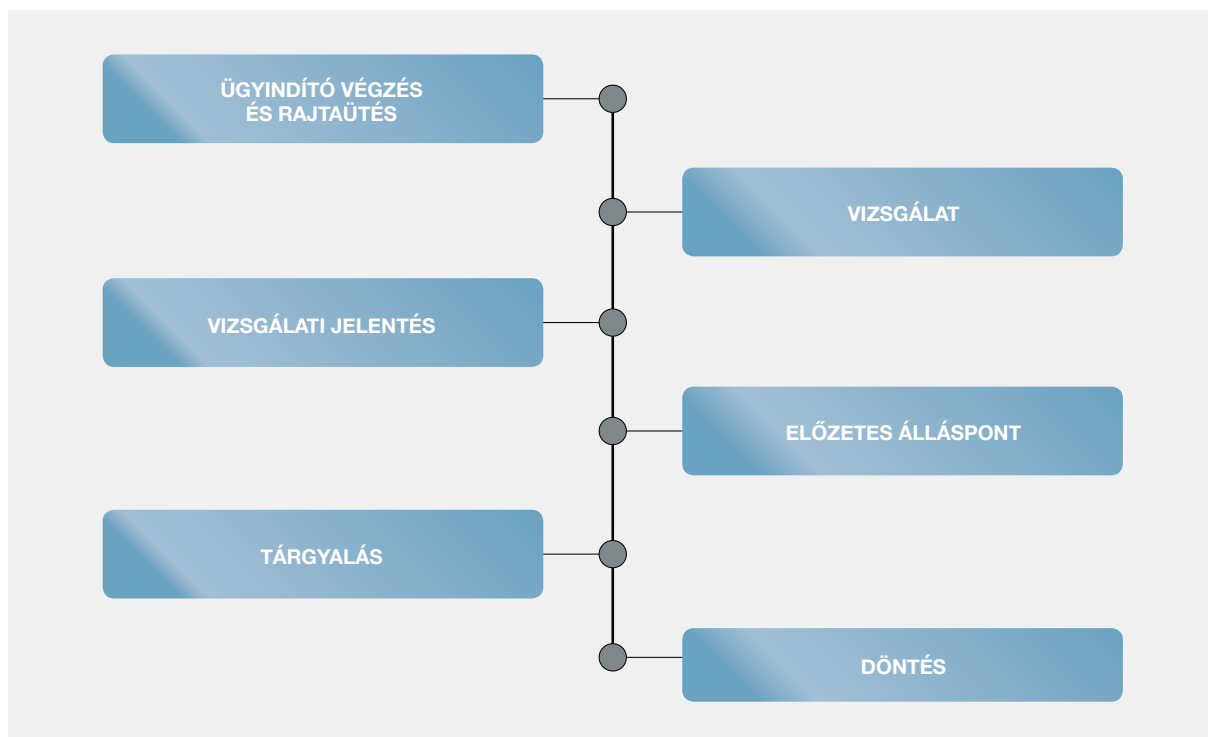 ÜGYINDÍTÓ VÉGZÉS
ÉS RAJTAÜTÉS
VIZSGÁLAT
VIZSGÁLATI JELENTÉS
ELŐZETES ÁLLÁSPONT
TÁRGYALÁS
DÖNTÉS